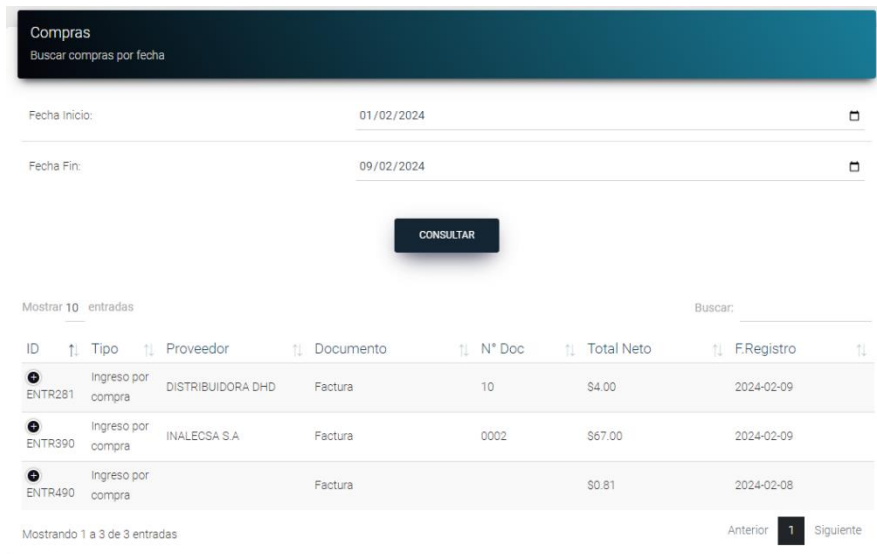 Compras
Buscar compras por fecha
Fecha Inicio: 01/02/2024
Fecha Fin: 09/02/2024
CONSULTAR
Mostrar 10 entradas Buscar:
ID Tipo Proveedor Documento N° Doc Total Neto F.Registro
ENTR281 Ingreso por compra DISTRIBUIDORA DHD Factura 10 $4.00 2024-02-09
ENTR390 Ingreso por compra INALECSA S.A Factura 0002 $67.00 2024-02-09
ENTR490 Ingreso por compra Factura $0.81 2024-02-08
Mostrando 1 a 3 de 3 entradas Anterior 1 Siguiente